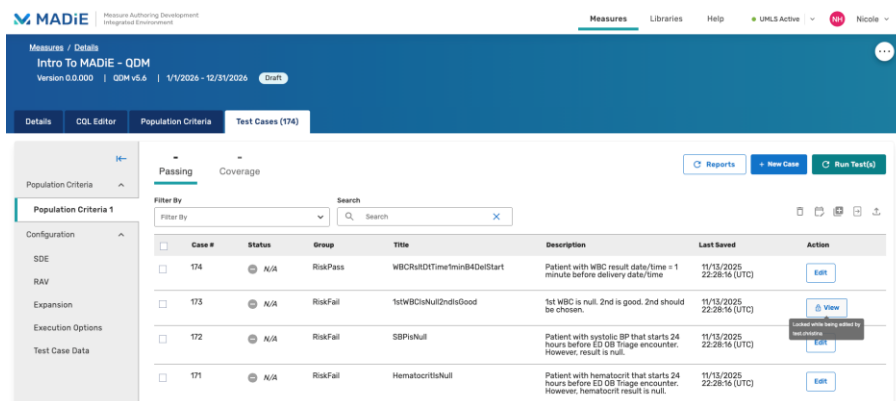 MADiE Measure Authoring Development
Integrated Environment
Measures Libraries Help UMLS Active NH Nicole
Measures / Details
Intro To MADiE - QDM
Version 0.0.000 | QDM v5.6 | 1/1/2026 - 12/31/2026 Draft
Details CQL Editor Population Criteria Test Cases (174)
- -
Passing Coverage
Reports + New Case Run Test(s)
Population Criteria
Population Criteria 1
Configuration
SDE
RAV
Expansion
Execution Options
Test Case Data
Filter By Search
Filter By Search
Case # Status Group Title Description Last Saved Action
174 N/A RiskPass WBCRsltDtTime1minB4DelStart Patient with WBC result date/time = 1 11/13/2025 Edit
minute before delivery date/time 22:28:16 (UTC)
173 N/A RiskFail 1stWBCIsNull2ndIsGood 1st WBC is null. 2nd is good. 2nd should 11/13/2025 View
be chosen. 22:28:16 (UTC)
Locked while being edited by
test.christina
172 N/A RiskFail SBPisNull Patient with systolic BP that starts 24 11/13/2025 Edit
hours before ED OB Triage encounter. 22:28:16 (UTC)
However, result is null.
171 N/A RiskFail HematocritIsNull Patient with hematocrit that starts 24 11/13/2025 Edit
hours before ED OB Triage encounter. 22:28:16 (UTC)
However, hematocrit result is null.